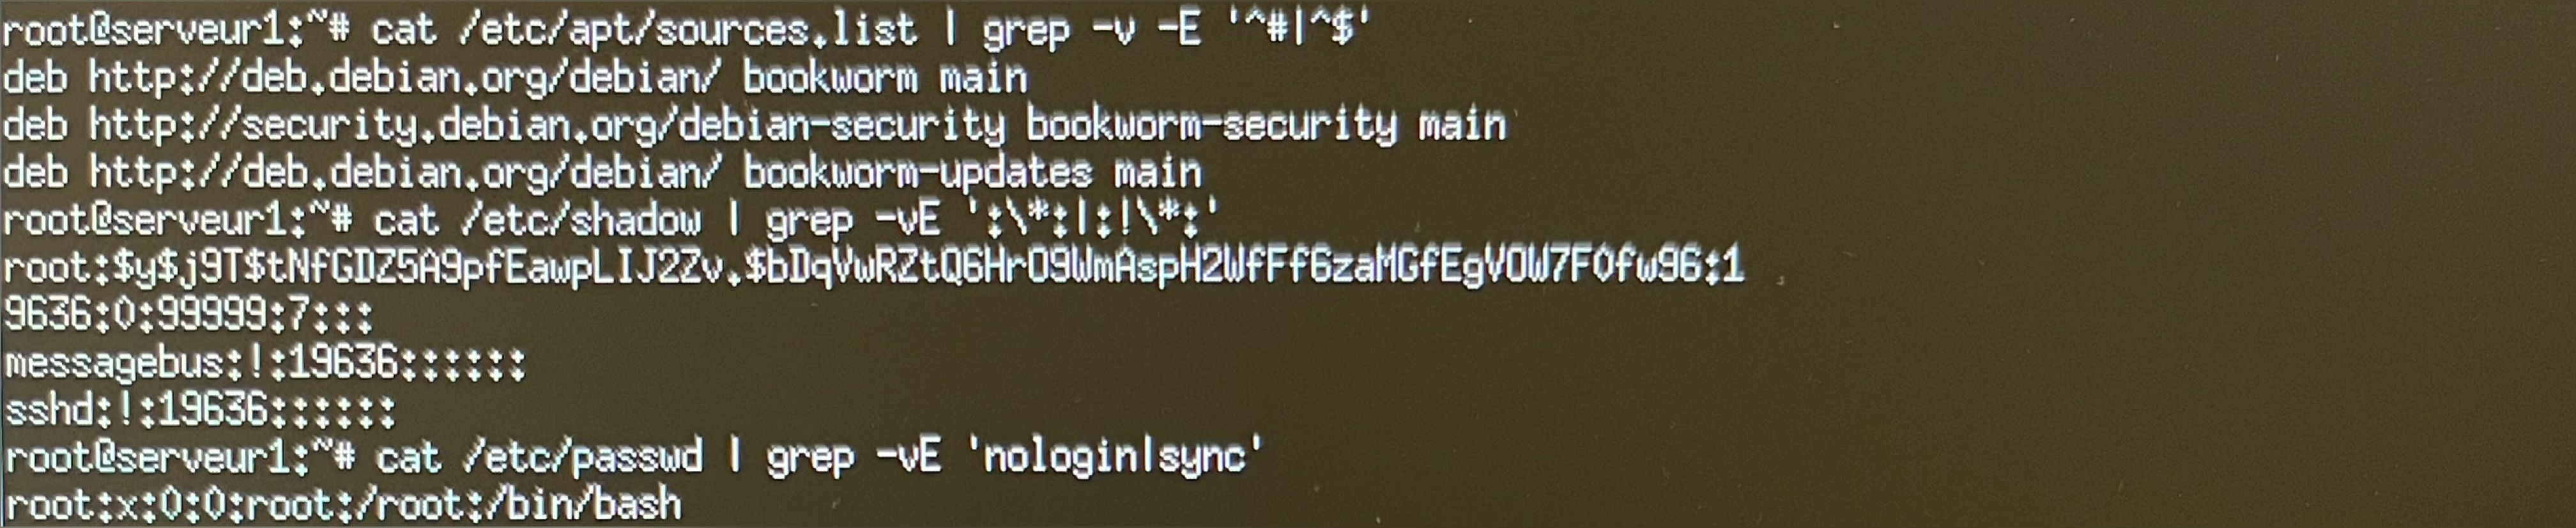 root@serveur1:~# cat /etc/apt/sources.list | grep -v -E '^#|^$'
deb http://deb.debian.org/debian/ bookworm main
deb http://security.debian.org/debian-security bookworm-security main
deb http://deb.debian.org/debian/ bookworm-updates main
root@serveur1:~# cat /etc/shadow | grep -vE ':\*:|:!\*:'
root:$y$j9T$tNfGDZ5A9pfEawpLIJ2Zv.$bDqVwRZtQ6HrO9WmAspH2WfFf6zaMGfEgVOW7F0fw96:1
9636:0:99999:7:::
messagebus:!:19636::::::
sshd:!:19636::::::
root@serveur1:~# cat /etc/passwd | grep -vE 'nologin|sync'
root:x:0:0:root:/root:/bin/bash